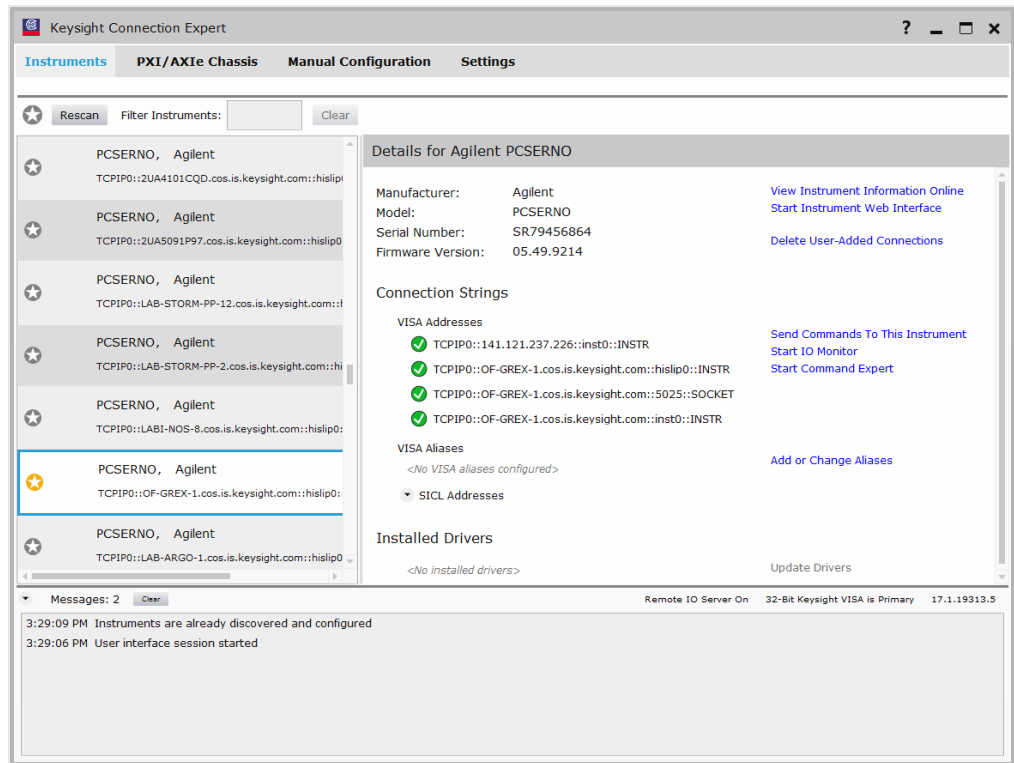 Keysight Connection Expert
?
Instruments PXI/AXIe Chassis Manual Configuration Settings
Rescan Filter Instruments: Clear
PCSERNO, Agilent
TCPIP0::2UA4101CQD.cos.is.keysight.com::hislip
PCSERNO, Agilent
TCPIP0::2UA5091P97.cos.is.keysight.com::hislip0
PCSERNO, Agilent
TCPIP0::LAB-STORM-PP-12.cos.is.keysight.com::h
PCSERNO, Agilent
TCPIP0::LAB-STORM-PP-2.cos.is.keysight.com::hi
PCSERNO, Agilent
TCPIP0::LABI-NOS-8.cos.is.keysight.com::hislip0:
PCSERNO, Agilent
TCPIP0::OF-GREX-1.cos.is.keysight.com::hislip0::
PCSERNO, Agilent
TCPIP0::LAB-ARGO-1.cos.is.keysight.com::hislip0
Details for Agilent PCSERNO
Manufacturer: Agilent
Model: PCSERNO
Serial Number: SR79456864
Firmware Version: 05.49.9214
View Instrument Information Online
Start Instrument Web Interface
Delete User-Added Connections
Connection Strings
VISA Addresses
TCPIP0::141.121.237.226::inst0::INSTR
TCPIP0::OF-GREX-1.cos.is.keysight.com::hislip0::INSTR
TCPIP0::OF-GREX-1.cos.is.keysight.com::5025::SOCKET
TCPIP0::OF-GREX-1.cos.is.keysight.com::inst0::INSTR
Send Commands To This Instrument
Start IO Monitor
Start Command Expert
VISA Aliases
<No VISA aliases configured>
Add or Change Aliases
SICL Addresses
Installed Drivers
<No installed drivers>
Update Drivers
Messages: 2 Clear Remote IO Server On 32-Bit Keysight VISA is Primary 17.1.19313.5
3:29:09 PM Instruments are already discovered and configured
3:29:06 PM User interface session started